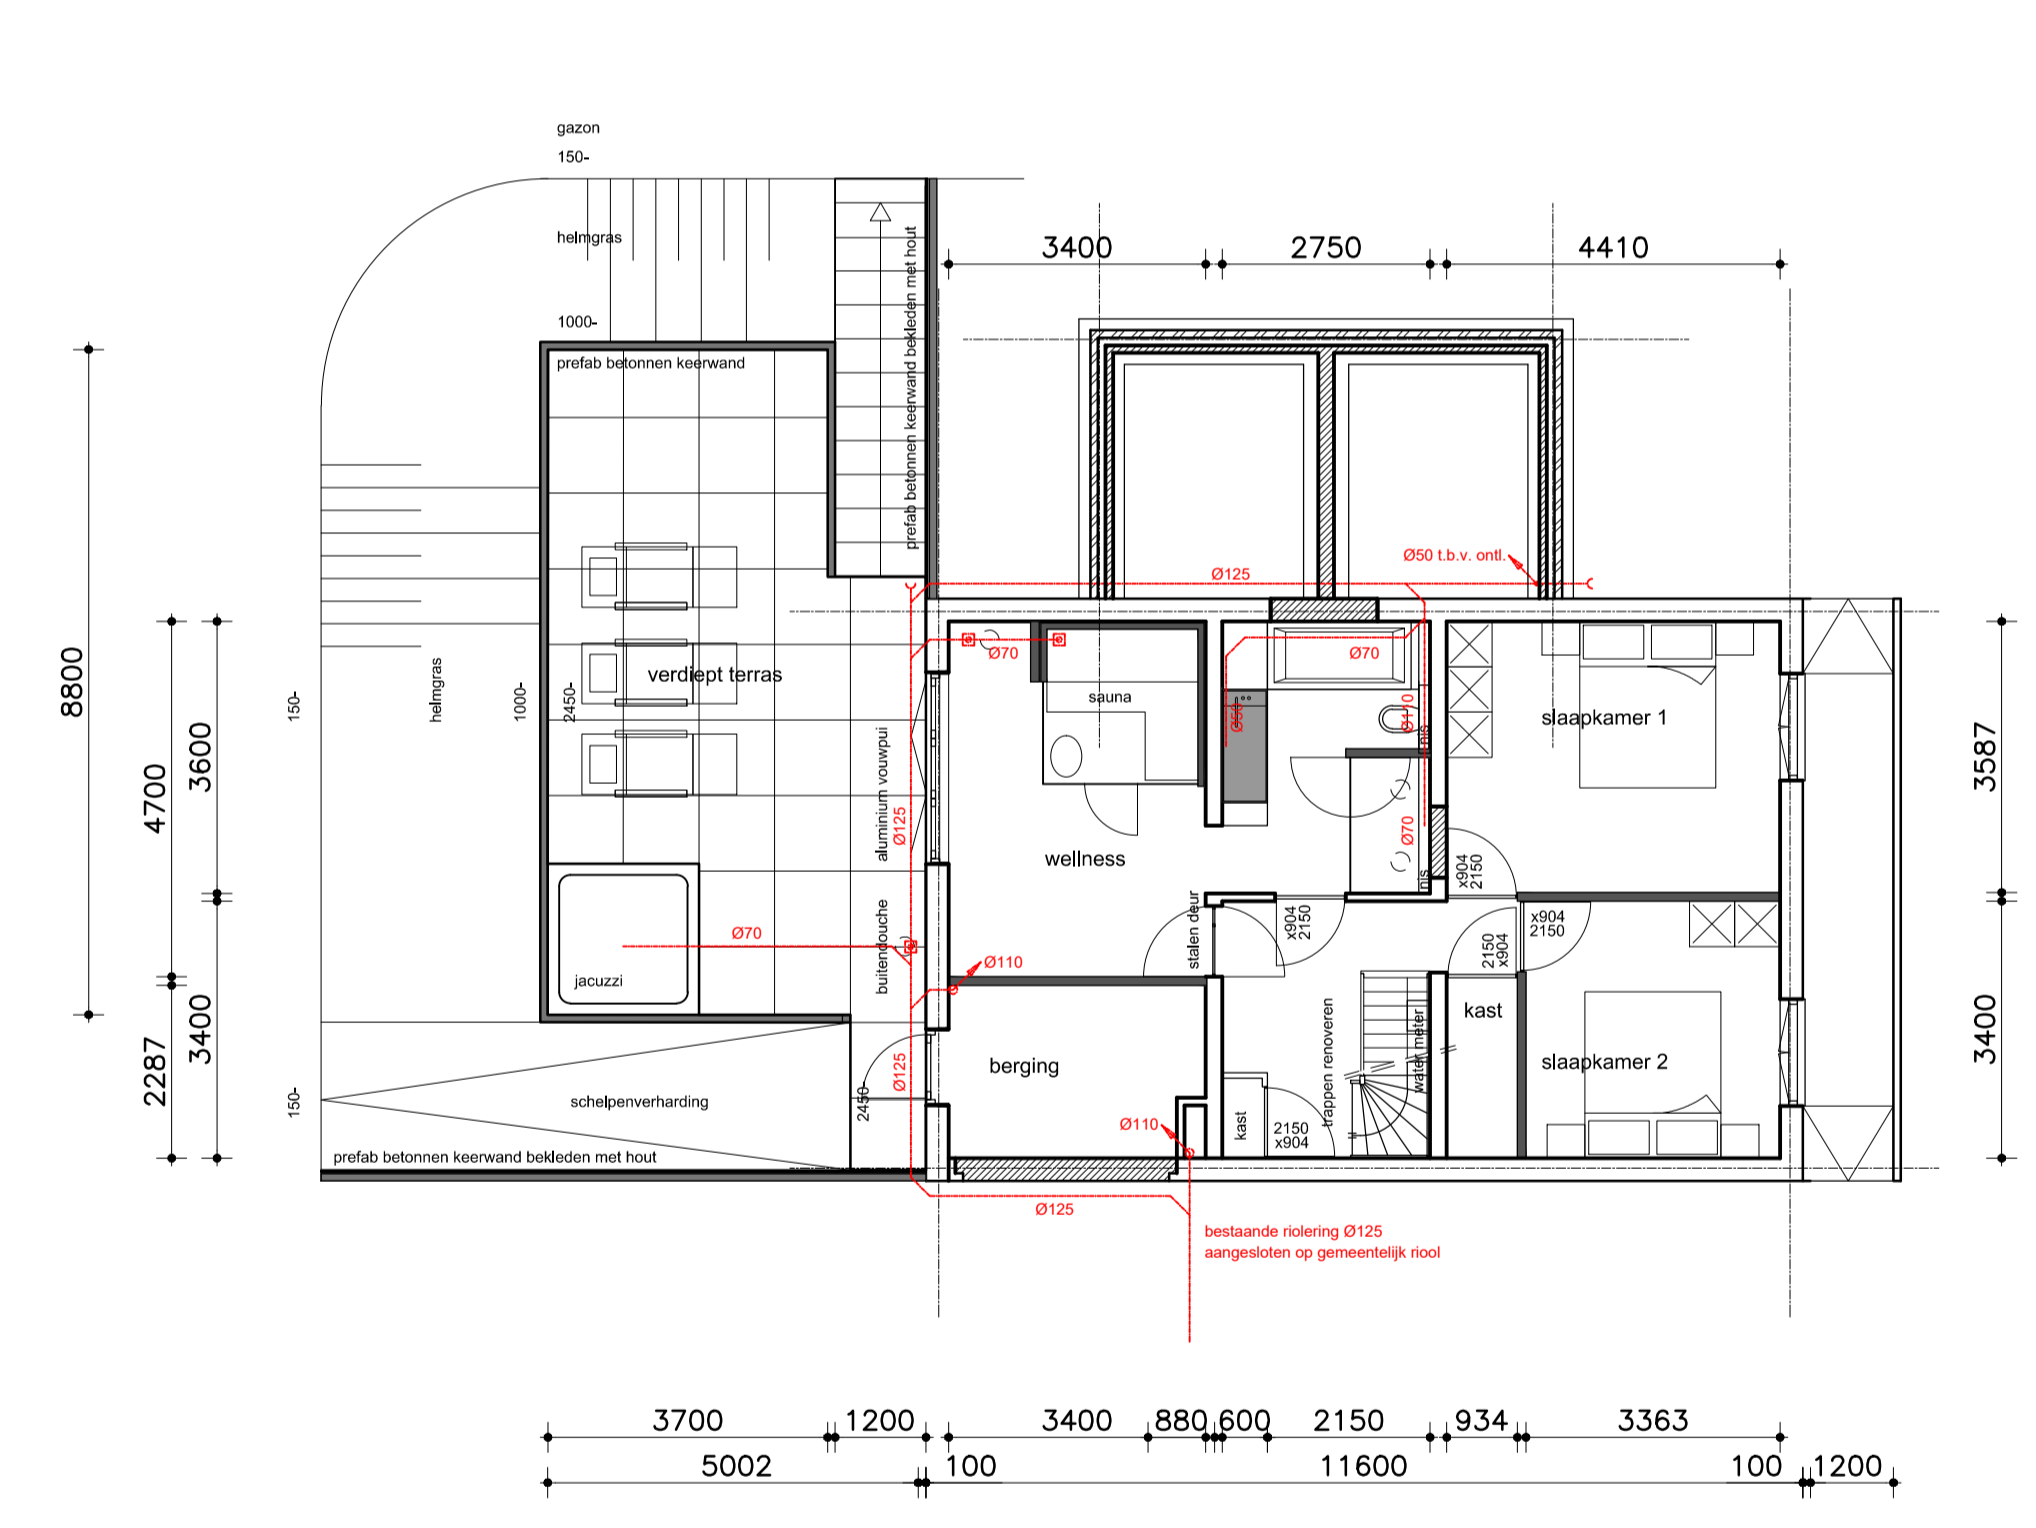 gazon
150-
helmgras
1000-
prefab betonnen keerwand
prefab betonnen keerwand bekleden met hout
3400
2750
4410
Ø50 t.b.v. ontl.
Ø125
8800
4700
3600
2287
3400
150-
helmgras
1000-
2450-
verdiept terras
aluminium vouwpui
Ø125
Ø70
sauna
wellness
Ø50
Ø70
Ø110
nis
Ø70
nis
slaapkamer 1
x904
2150
3587
3400
buitendouche
Ø70
jacuzzi
Ø110
stalen deur
x904
2150
2150
x904
x904
2150
kast
slaapkamer 2
berging
trappen renoveren
water meter
kast
2150
x904
Ø110
150-
schelpenverharding
2450-
Ø125
prefab betonnen keerwand bekleden met hout
Ø125
bestaande riolering Ø125
aangesloten op gemeentelijk riool
3700
1200
3400
880
600
2150
934
3363
5002
100
11600
100
1200